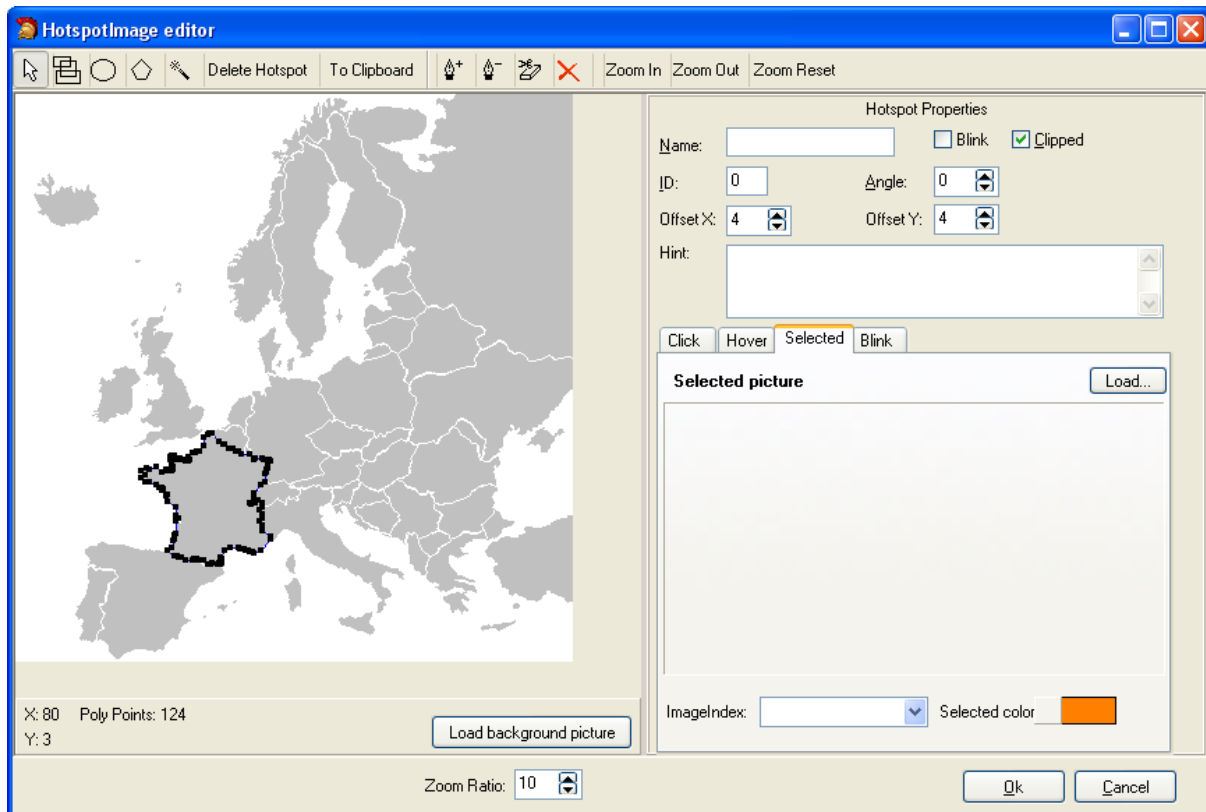 HotspotImage editor
Delete Hotspot To Clipboard Zoom In Zoom Out Zoom Reset
Hotspot Properties
Name: Blink Clipped
ID: 0 Angle: 0
Offset X: 4 Offset Y: 4
Hint:
Click Hover Selected Blink
Selected picture Load...
ImageIndex: Selected color
X: 80 Poly Points: 124
Y: 3
Load background picture
Zoom Ratio: 10 Ok Cancel